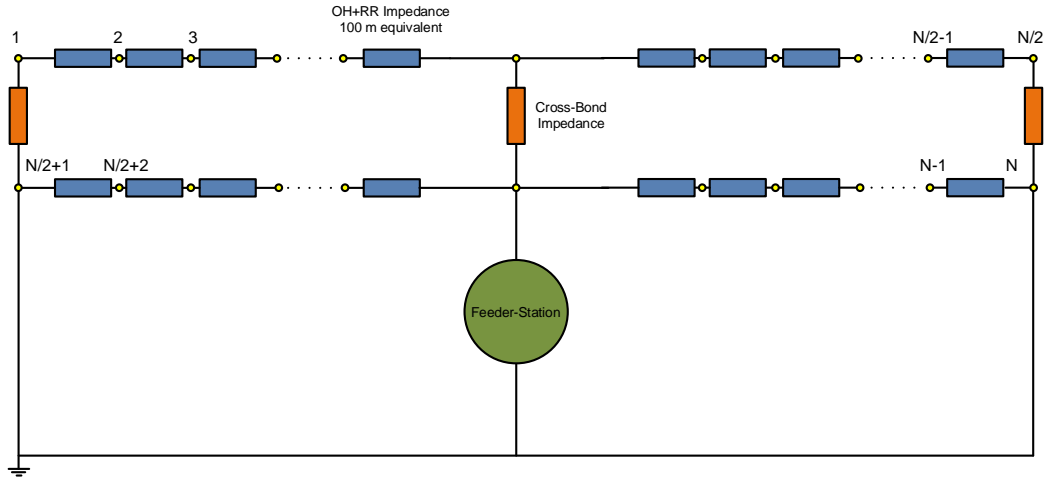 OH+RR Impedance
100 m equivalent
1
2
3
N/2-1
N/2
Cross-Bond
Impedance
N/2+1
N/2+2
N-1
N
Feeder-Station